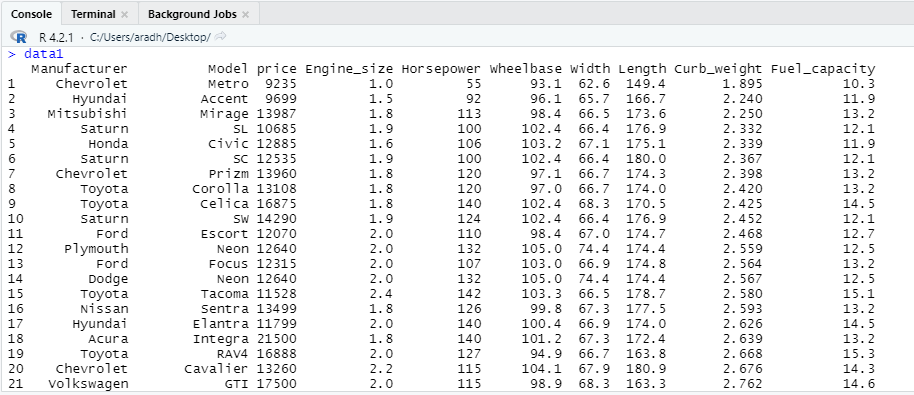 Console Terminal × Background Jobs ×
R R 4.2.1 · C:/Users/aradh/Desktop/
> data1
Manufacturer Model price Engine_size Horsepower Wheelbase Width Length Curb_weight Fuel_capacity
1 Chevrolet Metro 9235 1.0 55 93.1 62.6 149.4 1.895 10.3
2 Hyundai Accent 9699 1.5 92 96.1 65.7 166.7 2.240 11.9
3 Mitsubishi Mirage 13987 1.8 113 98.4 66.5 173.6 2.250 13.2
4 Saturn SL 10685 1.9 100 102.4 66.4 176.9 2.332 12.1
5 Honda Civic 12885 1.6 106 103.2 67.1 175.1 2.339 11.9
6 Saturn SC 12535 1.9 100 102.4 66.4 180.0 2.367 12.1
7 Chevrolet Prizm 13960 1.8 120 97.1 66.7 174.3 2.398 13.2
8 Toyota Corolla 13108 1.8 120 97.0 66.7 174.0 2.420 13.2
9 Toyota Celica 16875 1.8 140 102.4 68.3 170.5 2.425 14.5
10 Saturn SW 14290 1.9 124 102.4 66.4 176.9 2.452 12.1
11 Ford Escort 12070 2.0 110 98.4 67.0 174.7 2.468 12.7
12 Plymouth Neon 12640 2.0 132 105.0 74.4 174.4 2.559 12.5
13 Ford Focus 12315 2.0 107 103.0 66.9 174.8 2.564 13.2
14 Dodge Neon 12640 2.0 132 105.0 74.4 174.4 2.567 12.5
15 Toyota Tacoma 11528 2.4 142 103.3 66.5 178.7 2.580 15.1
16 Nissan Sentra 13499 1.8 126 99.8 67.3 177.5 2.593 13.2
17 Hyundai Elantra 11799 2.0 140 100.4 66.9 174.0 2.626 14.5
18 Acura Integra 21500 1.8 140 101.2 67.3 172.4 2.639 13.2
19 Toyota RAV4 16888 2.0 127 94.9 66.7 163.8 2.668 15.3
20 Chevrolet Cavalier 13260 2.2 115 104.1 67.9 180.9 2.676 14.3
21 Volkswagen GTI 17500 2.0 115 98.9 68.3 163.3 2.762 14.6